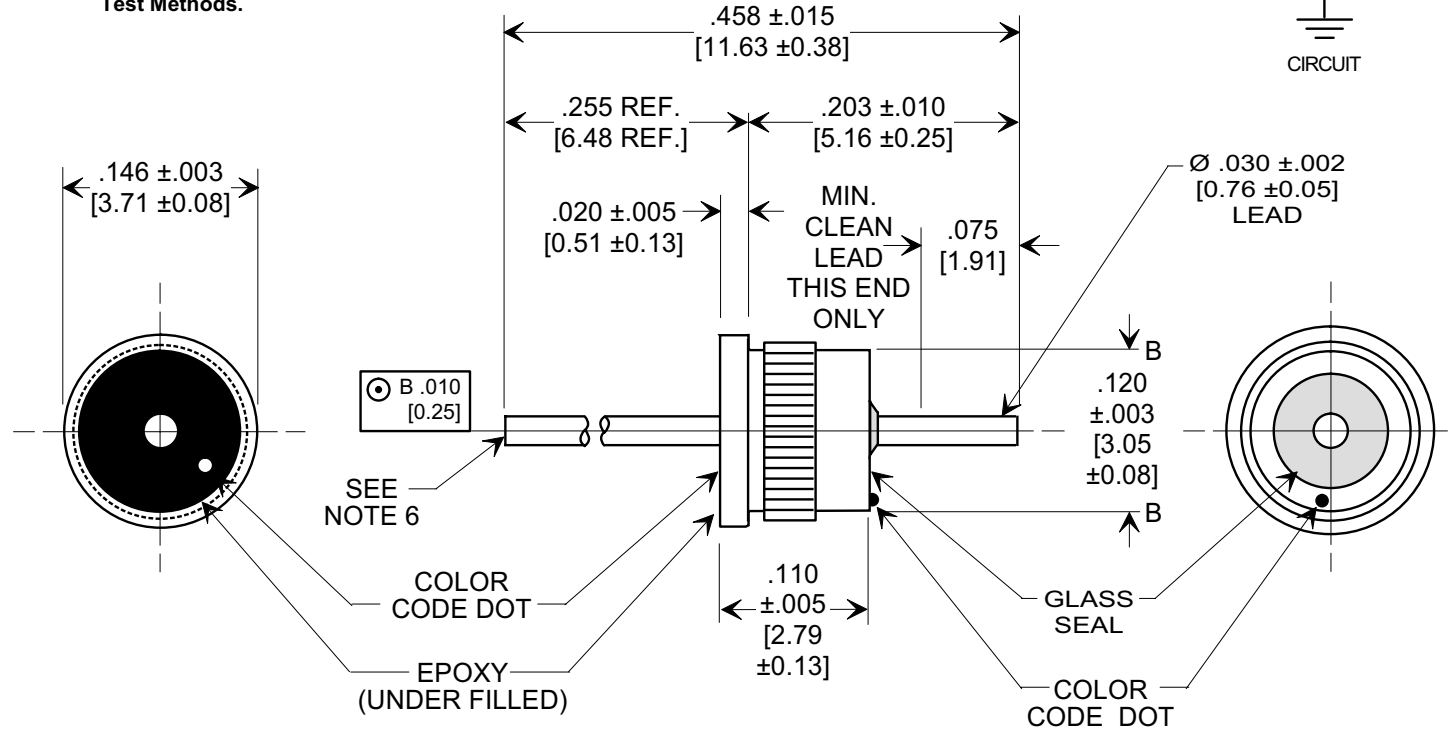 Test Methods.
.458 ±.015
[11.63 ±0.38]
CIRCUIT
.255 REF.
[6.48 REF.]
.203 ±.010
[5.16 ±0.25]
.146 ±.003
[3.71 ±0.08]
Ø .030 ±.002
[0.76 ±0.05]
LEAD
.020 ±.005
[0.51 ±0.13]
MIN.
CLEAN
LEAD
THIS END
ONLY
.075
[1.91]
B .010
[0.25]
B
.120
±.003
[3.05
±0.08]
B
SEE
NOTE 6
COLOR
CODE DOT
.110
±.005
[2.79
±0.13]
GLASS
SEAL
EPOXY
(UNDER FILLED)
COLOR
CODE DOT